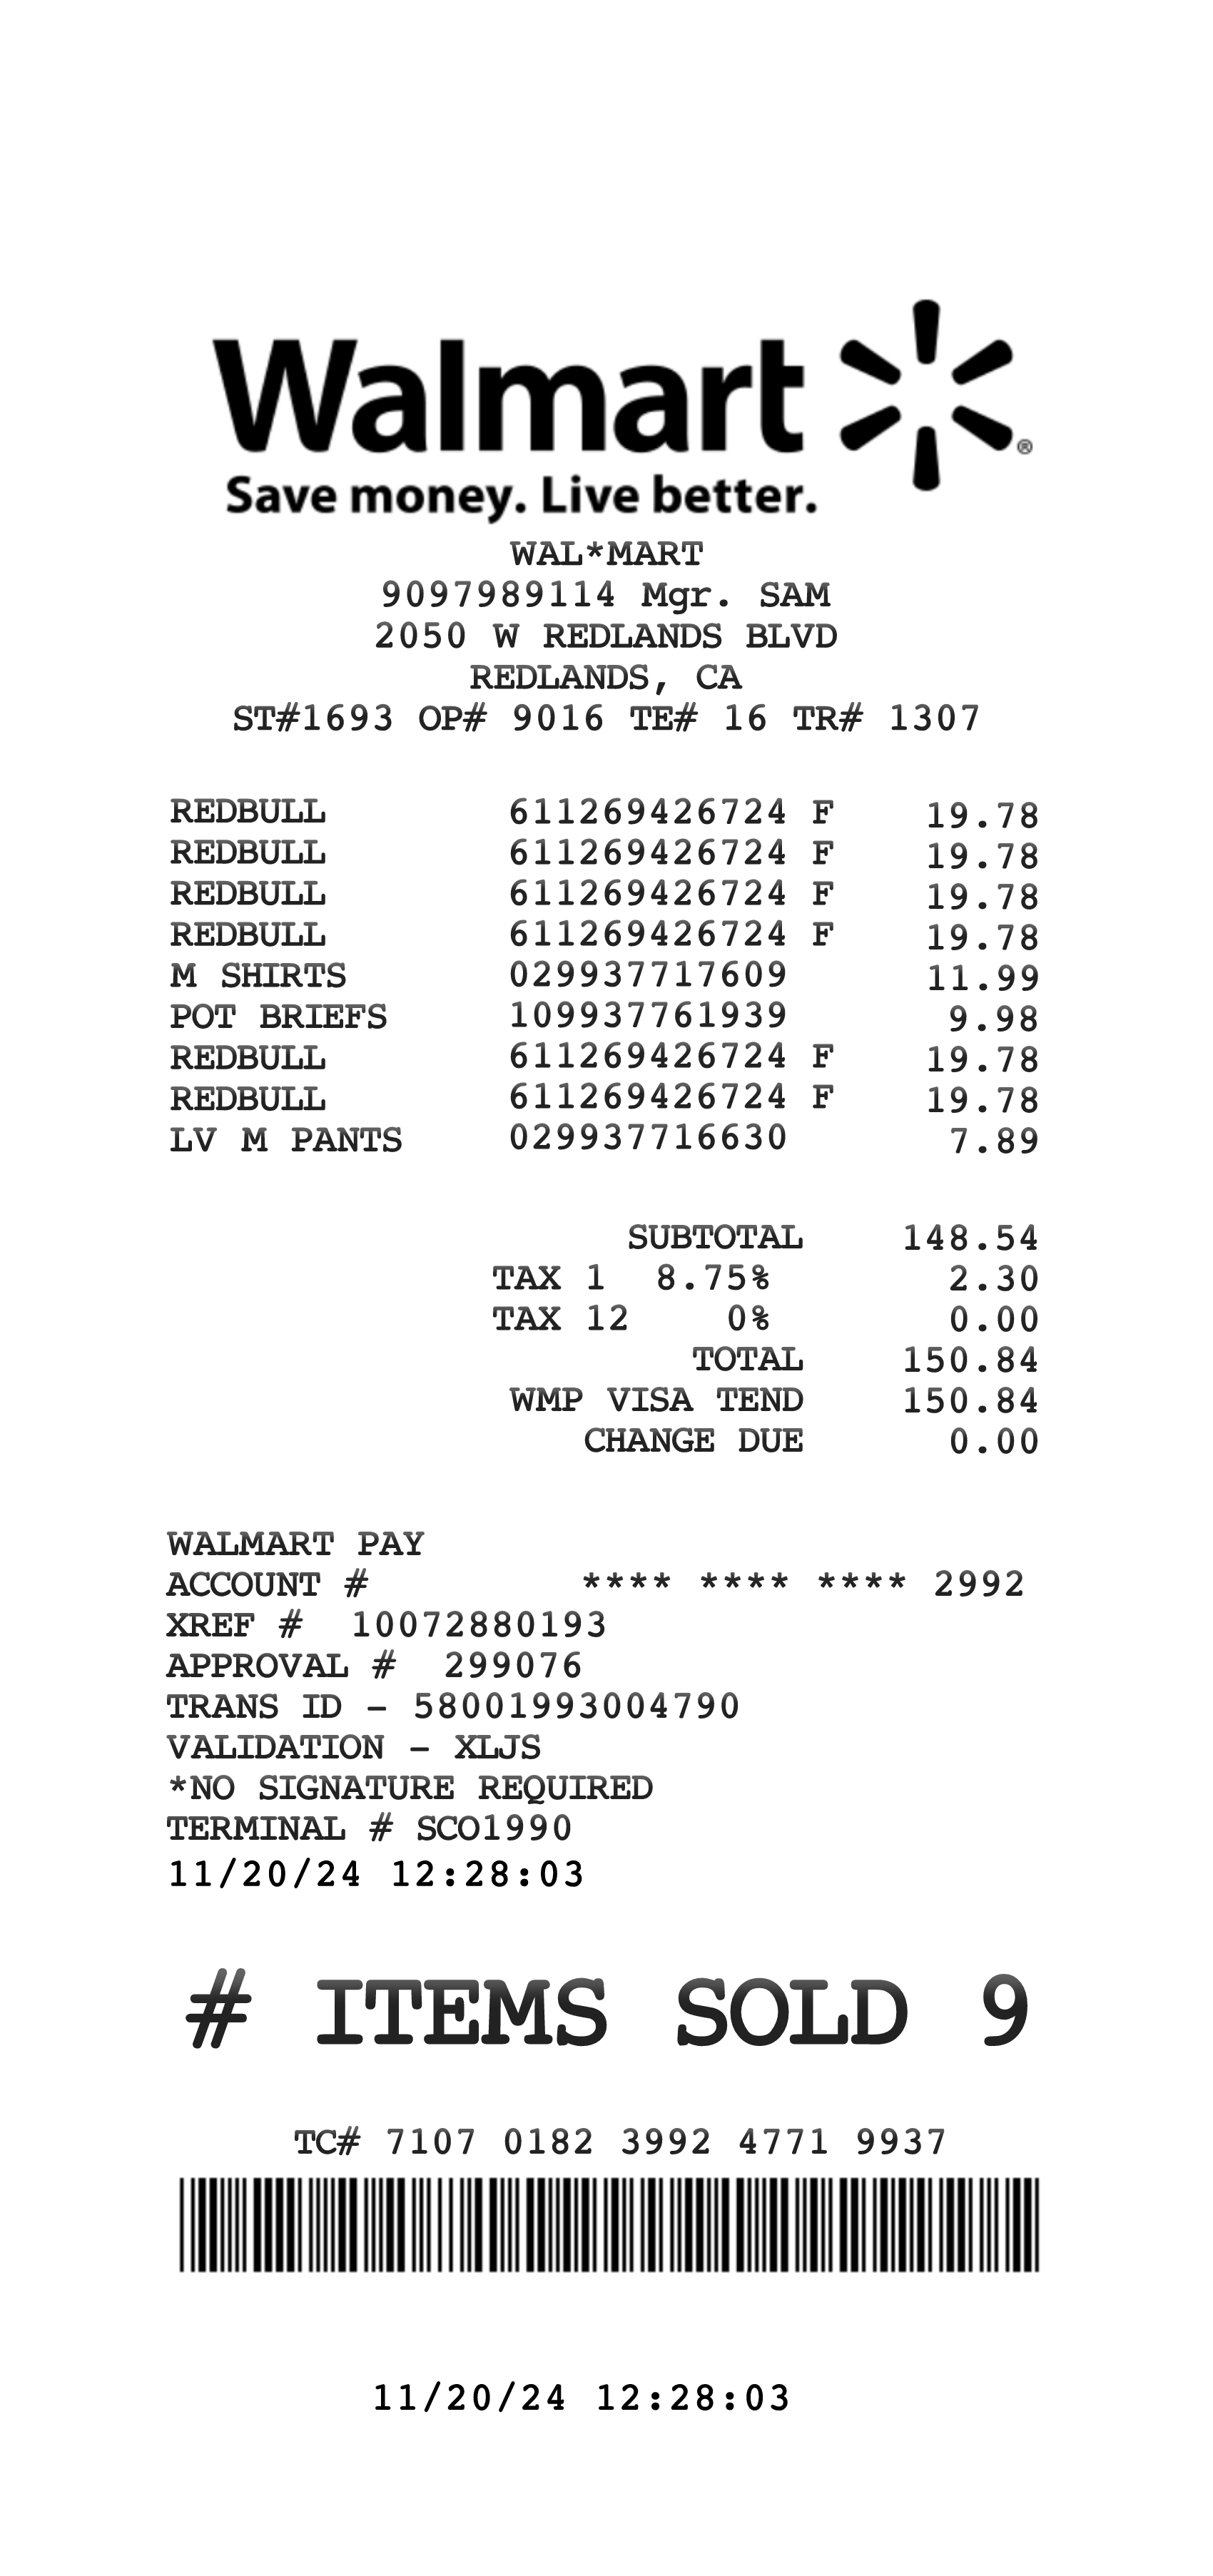 Walmart
Save money. Live better.
WAL*MART
9097989114 Mgr. SAM
2050 W REDLANDS BLVD
REDLANDS, CA
ST#1693 OP# 9016 TE# 16 TR# 1307
REDBULL 611269426724 F 19.78
REDBULL 611269426724 F 19.78
REDBULL 611269426724 F 19.78
REDBULL 611269426724 F 19.78
M SHIRTS 029937717609 11.99
POT BRIEFS 109937761939 9.98
REDBULL 611269426724 F 19.78
REDBULL 611269426724 F 19.78
LV M PANTS 029937716630 7.89
SUBTOTAL 148.54
TAX 1 8.75% 2.30
TAX 12 0% 0.00
TOTAL 150.84
WMP VISA TEND 150.84
CHANGE DUE 0.00
WALMART PAY
ACCOUNT # **** **** **** 2992
XREF # 10072880193
APPROVAL # 299076
TRANS ID - 58001993004790
VALIDATION - XLJS
*NO SIGNATURE REQUIRED
TERMINAL # SCO1990
11/20/24 12:28:03
# ITEMS SOLD 9
TC# 7107 0182 3992 4771 9937
11/20/24 12:28:03